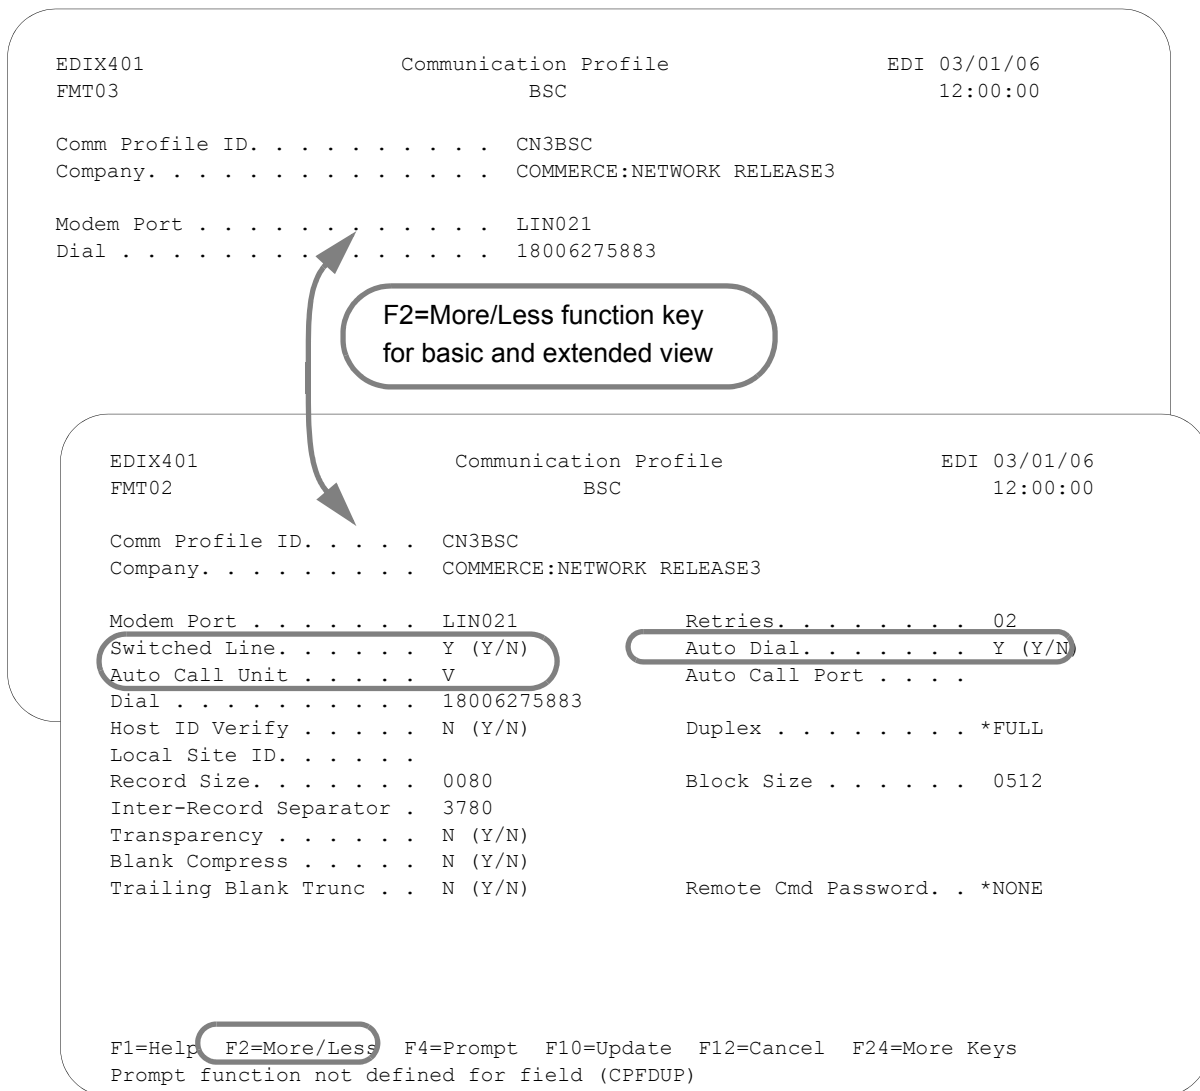 EDIX401 Communication Profile EDI 03/01/06
FMT03 BSC 12:00:00
Comm Profile ID. . . . . . . . . . . CN3BSC
Company. . . . . . . . . . . . . . . COMMERCE:NETWORK RELEASE3
Modem Port . . . . . . . . . . . . LIN021
Dial . . . . . . . . . . . . . . . 18006275883
F2=More/Less function key
for basic and extended view
EDIX401 Communication Profile EDI 03/01/06
FMT02 BSC 12:00:00
Comm Profile ID. . . . . CN3BSC
Company. . . . . . . . . COMMERCE:NETWORK RELEASE3
Modem Port . . . . . . . LIN021 Retries. . . . . . . . 02
Switched Line. . . . . . Y (Y/N) Auto Dial. . . . . . . Y (Y/N)
Auto Call Unit . . . . . V Auto Call Port . . . .
Dial . . . . . . . . . . 18006275883
Host ID Verify . . . . . N (Y/N) Duplex . . . . . . . . *FULL
Local Site ID. . . . . .
Record Size. . . . . . . 0080 Block Size . . . . . . 0512
Inter-Record Separator . 3780
Transparency . . . . . . N (Y/N)
Blank Compress . . . . . N (Y/N)
Trailing Blank Trunc . . N (Y/N) Remote Cmd Password. . *NONE
F1=Help F2=More/Less F4=Prompt F10=Update F12=Cancel F24=More Keys
Prompt function not defined for field (CPFDUP)